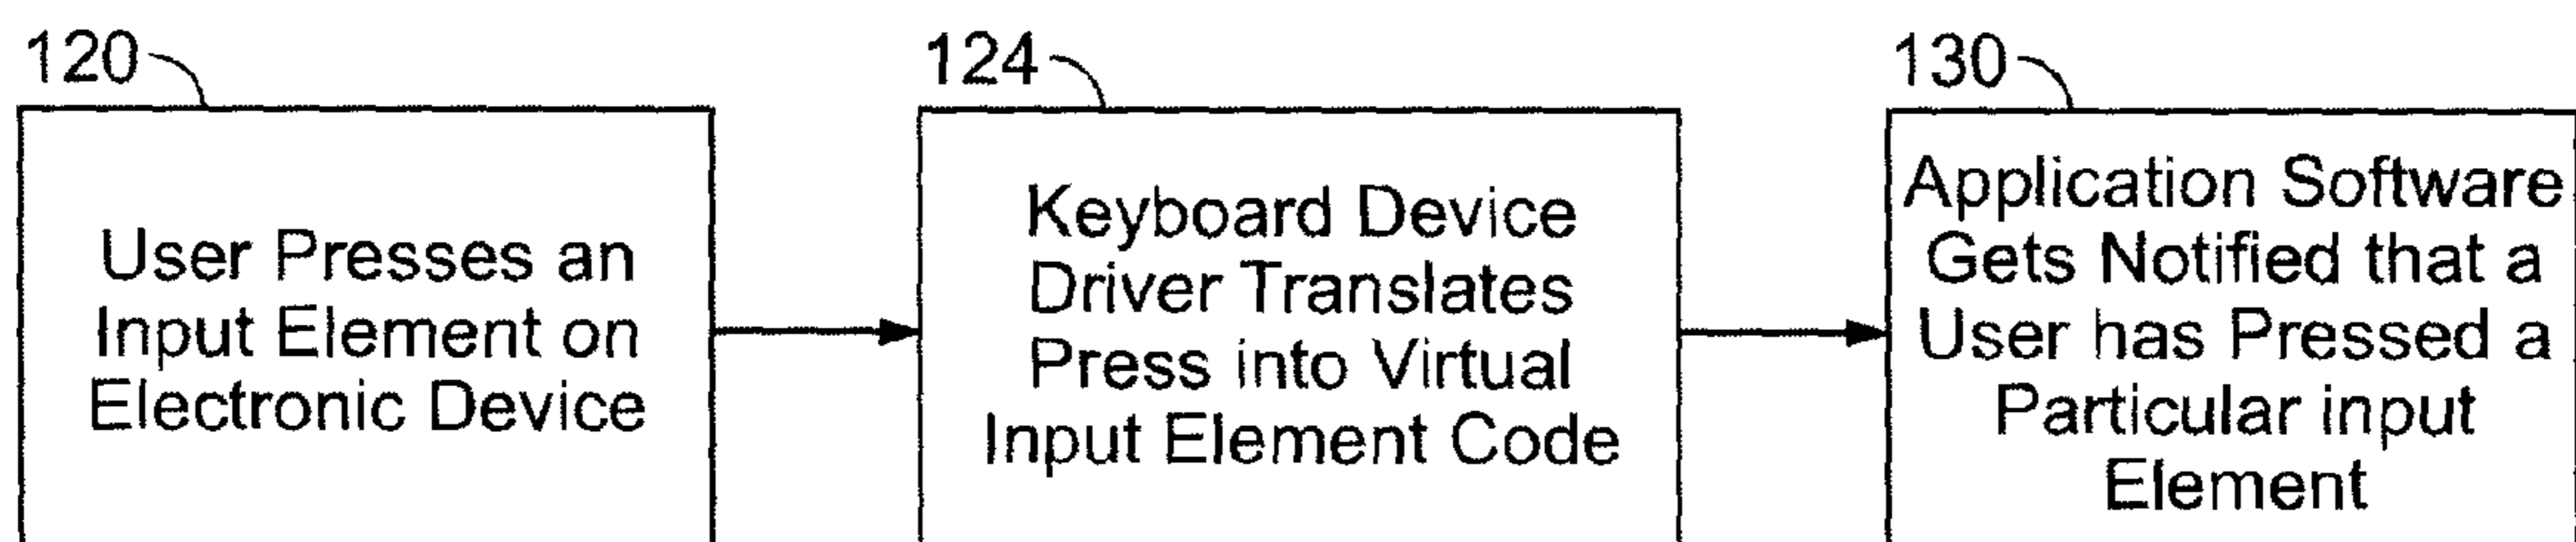 120
User Presses an
Input Element on
Electronic Device
124
Keyboard Device
Driver Translates
Press into Virtual
Input Element Code
130
Application Software
Gets Notified that a
User has Pressed a
Particular input
Element